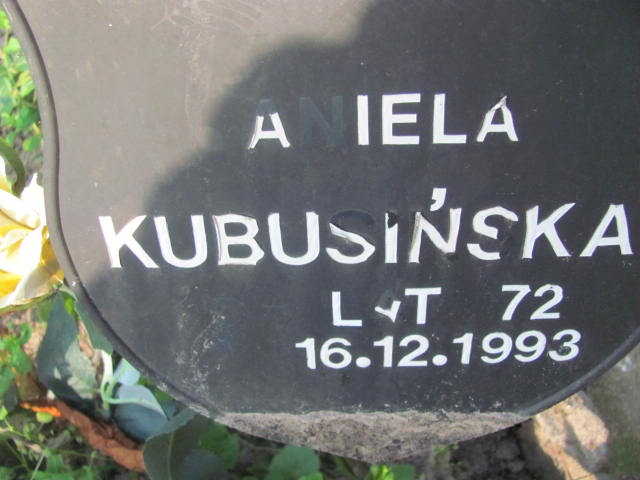 ANIELA
KUBUSIŃSKA
LAT 72
16.12.1993